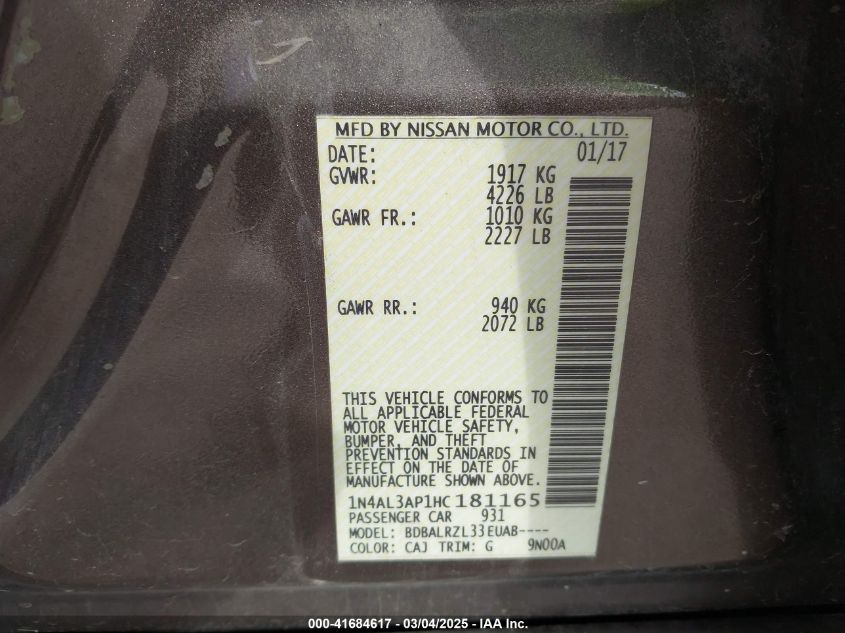 MFD BY NISSAN MOTOR CO., LTD.
DATE: 01/17
GVWR: 1917 KG
4226 LB
GAWR FR.: 1010 KG
2227 LB
GAWR RR.: 940 KG
2072 LB
THIS VEHICLE CONFORMS TO
ALL APPLICABLE FEDERAL
MOTOR VEHICLE SAFETY,
BUMPER, AND THEFT
PREVENTION STANDARDS IN
EFFECT ON THE DATE OF
MANUFACTURE SHOWN ABOVE.
1N4AL3AP1HC181165
PASSENGER CAR 931
MODEL: BDBALRZL33EUAB----
COLOR: CAJ TRIM: G 9N00A
000-41684617 - 03/04/2025 - IAA Inc.